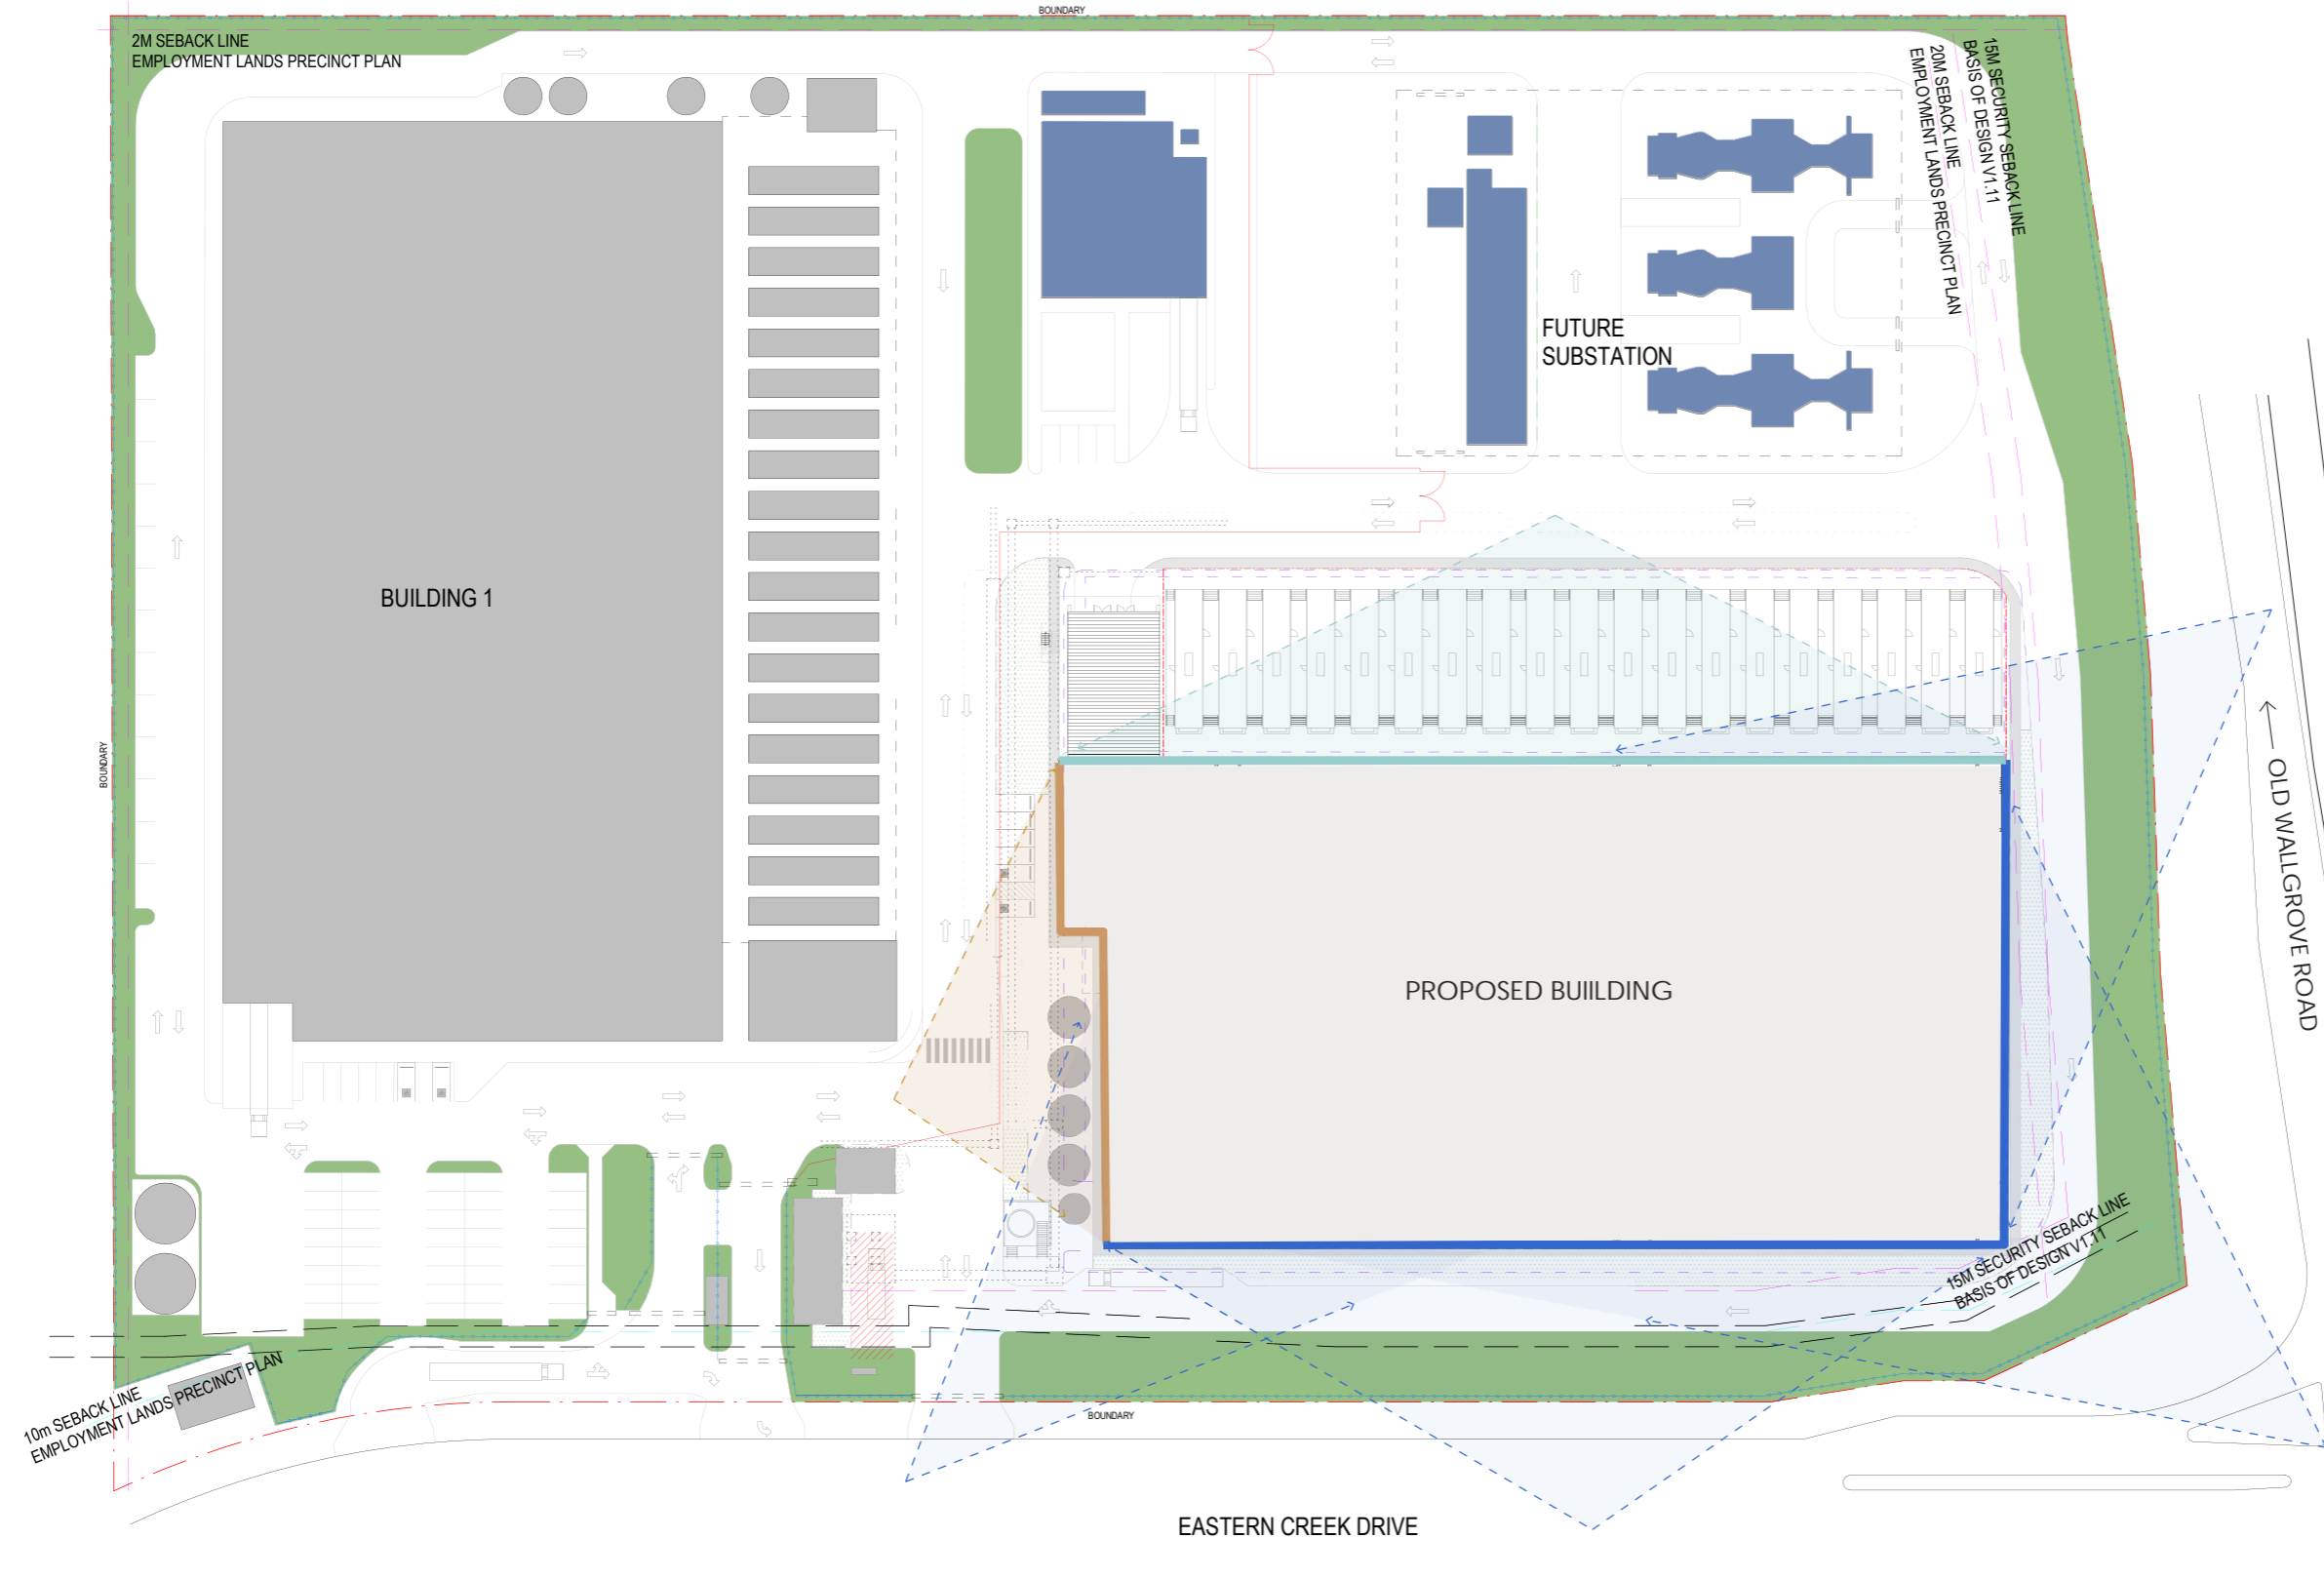 BOUNDARY
2M SEBACK LINE
EMPLOYMENT LANDS PRECINCT PLAN
15M SECURITY SEBACK LINE
BASIS OF DESIGN V1.11
20M SEBACK LINE
EMPLOYMENT LANDS PRECINCT PLAN
FUTURE
SUBSTATION
BUILDING 1
BOUNDARY
OLD WALLGROVE ROAD
PROPOSED BUIILDING
15M SECURITY SEBACK LINE
BASIS OF DESIGN V1.11
10m SEBACK LINE
EMPLOYMENT LANDS PRECINCT PLAN
BOUNDARY
EASTERN CREEK DRIVE